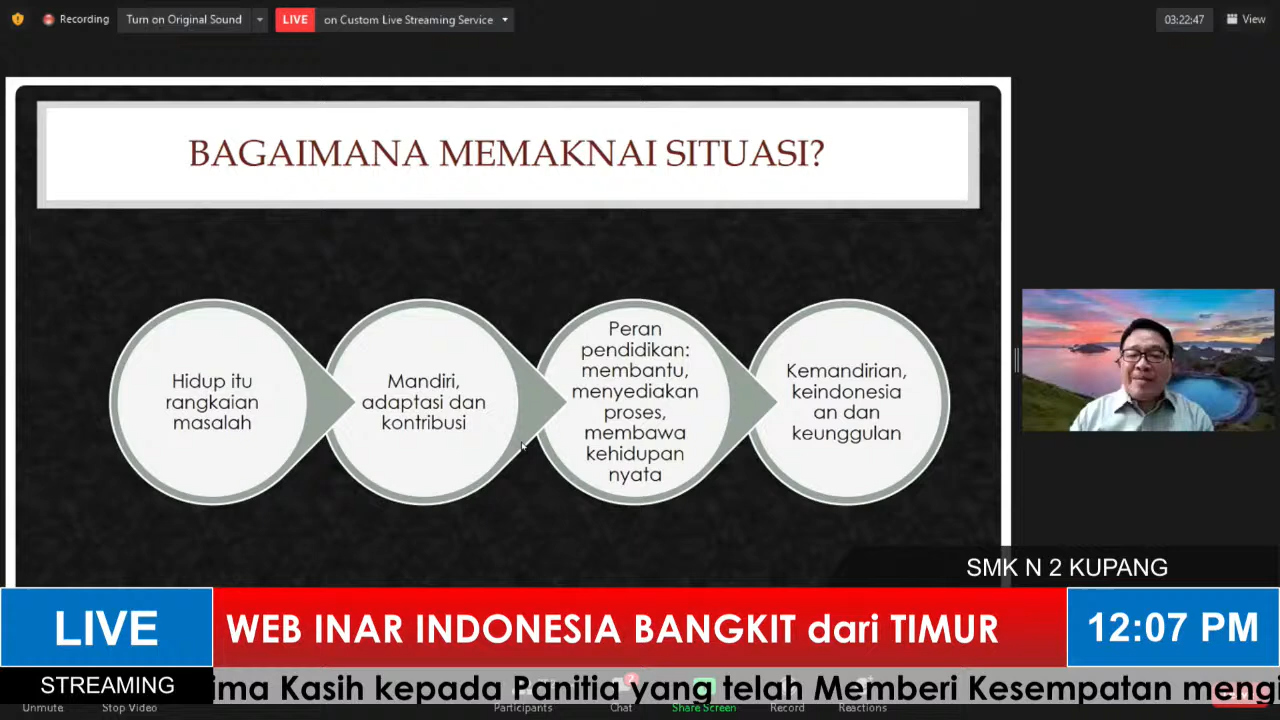 Recording
Turn on Original Sound
LIVE
on Custom Live Streaming Service
03:22:47
View
BAGAIMANA MEMAKNAI SITUASI?
Hidup itu
rangkaian
masalah
Mandiri,
adaptasi dan
kontribusi
Peran
pendidikan:
membantu,
menyediakan
proses,
membawa
kehidupan
nyata
Kemandirian,
keindonesia
an dan
keunggulan
SMK N 2 KUPANG
LIVE
WEB INAR INDONESIA BANGKIT dari TIMUR
12:07 PM
STREAMING
ima Kasih kepada Panitia yang telah Memberi Kesempatan mengi
Unmute
Stop Video
Participants
Chat
Share Screen
Record
Reactions